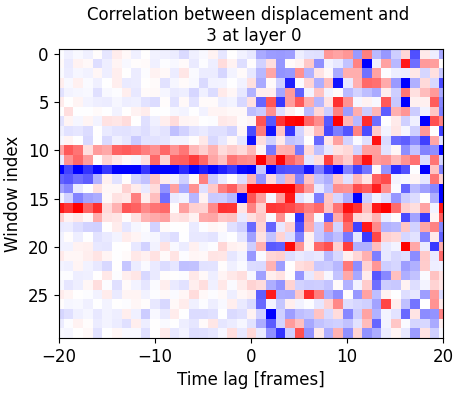 Correlation between displacement and
3 at layer 0
0
5
10
15
20
25
Window index
−20
−10
0
10
20
Time lag [frames]